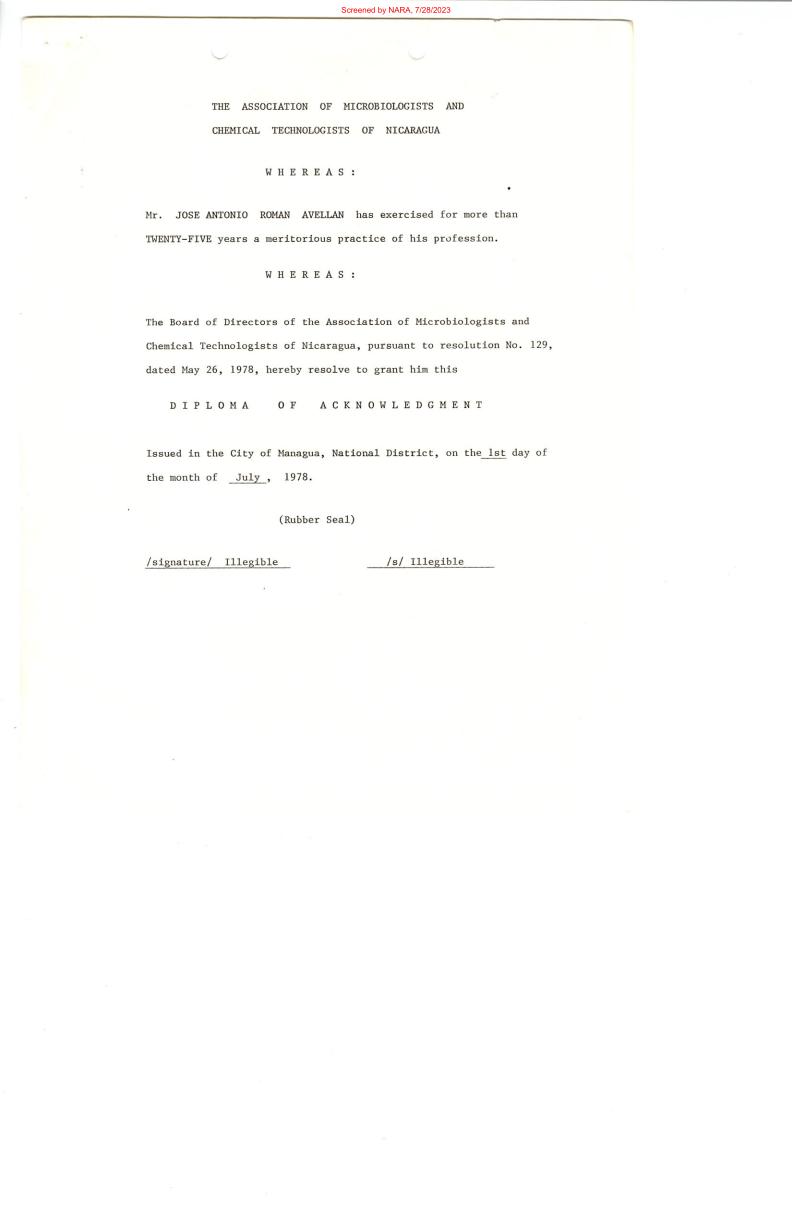 Screened by NARA, 7/28/2023
THE ASSOCIATION OF MICROBIOLOGISTS AND
CHEMICAL TECHNOLOGISTS OF NICARAGUA
W H E R E A S :
Mr. JOSE ANTONIO ROMAN AVELLAN has exercised for more than
TWENTY-FIVE years a meritorious practice of his profession.
W H E R E A S :
The Board of Directors of the Association of Microbiologists and
Chemical Technologists of Nicaragua, pursuant to resolution No. 129,
dated May 26, 1978, hereby resolve to grant him this
D I P L O M A O F A C K N O W L E D G M E N T
Issued in the City of Managua, National District, on the 1st day of
the month of July , 1978.
(Rubber Seal)
/signature/ Illegible /s/ Illegible